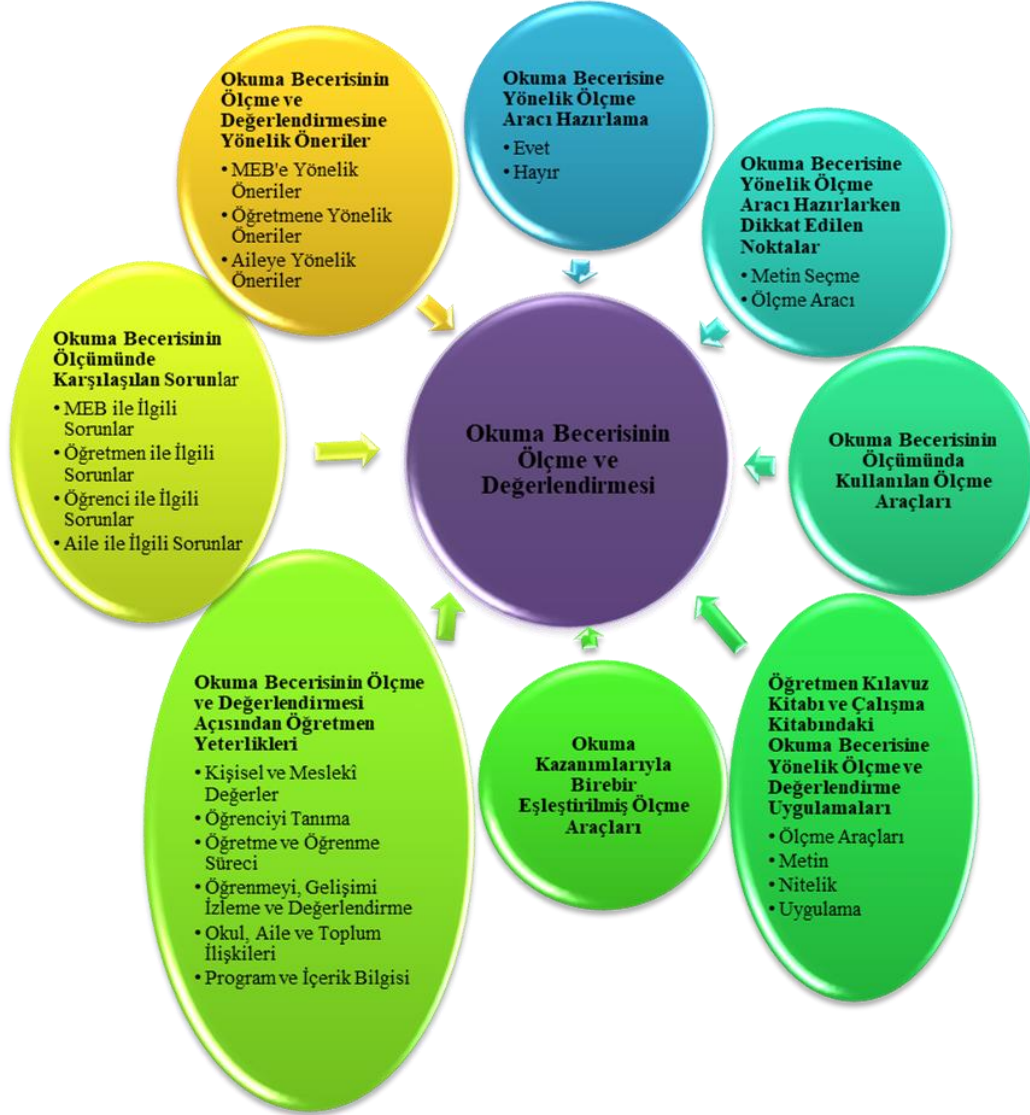 Okuma Becerisinin
Ölçme ve
Değerlendirmesine
Yönelik Öneriler
• MEB'e Yönelik
Öneriler
• Öğretmene Yönelik
Öneriler
• Aileye Yönelik
Öneriler
Okuma Becerisine
Yönelik Ölçme
Aracı Hazırlama
• Evet
• Hayır
Okuma Becerisine
Yönelik Ölçme
Aracı Hazırlarken
Dikkat Edilen
Noktalar
• Metin Seçme
• Ölçme Aracı
Okuma Becerisinin
Ölçümünde
Karşılaşılan Sorunlar
• MEB ile İlgili
Sorunlar
• Öğretmen ile İlgili
Sorunlar
• Öğrenci ile İlgili
Sorunlar
• Aile ile İlgili Sorunlar
Okuma Becerisinin
Ölçme ve
Değerlendirmesi
Okuma Becerisinin
Ölçümünda
Kullanılan Ölçme
Araçları
Okuma Becerisinin Ölçme
ve Değerlendirmesi
Açısından Öğretmen
Yeterlikleri
• Kişisel ve Meslekî
Değerler
• Öğrenciyi Tanıma
• Öğretme ve Öğrenme
Süreci
• Öğrenmeyi, Gelişimi
İzleme ve Değerlendirme
• Okul, Aile ve Toplum
İlişkileri
• Program ve İçerik Bilgisi
Okuma
Kazanımlarıyla
Birebir
Eşleştirilmiş Ölçme
Araçları
Öğretmen Kılavuz
Kitabı ve Çalışma
Kitabındaki
Okuma Becerisine
Yönelik Ölçme ve
Değerlendirme
Uygulamaları
• Ölçme Araçları
• Metin
• Nitelik
• Uygulama